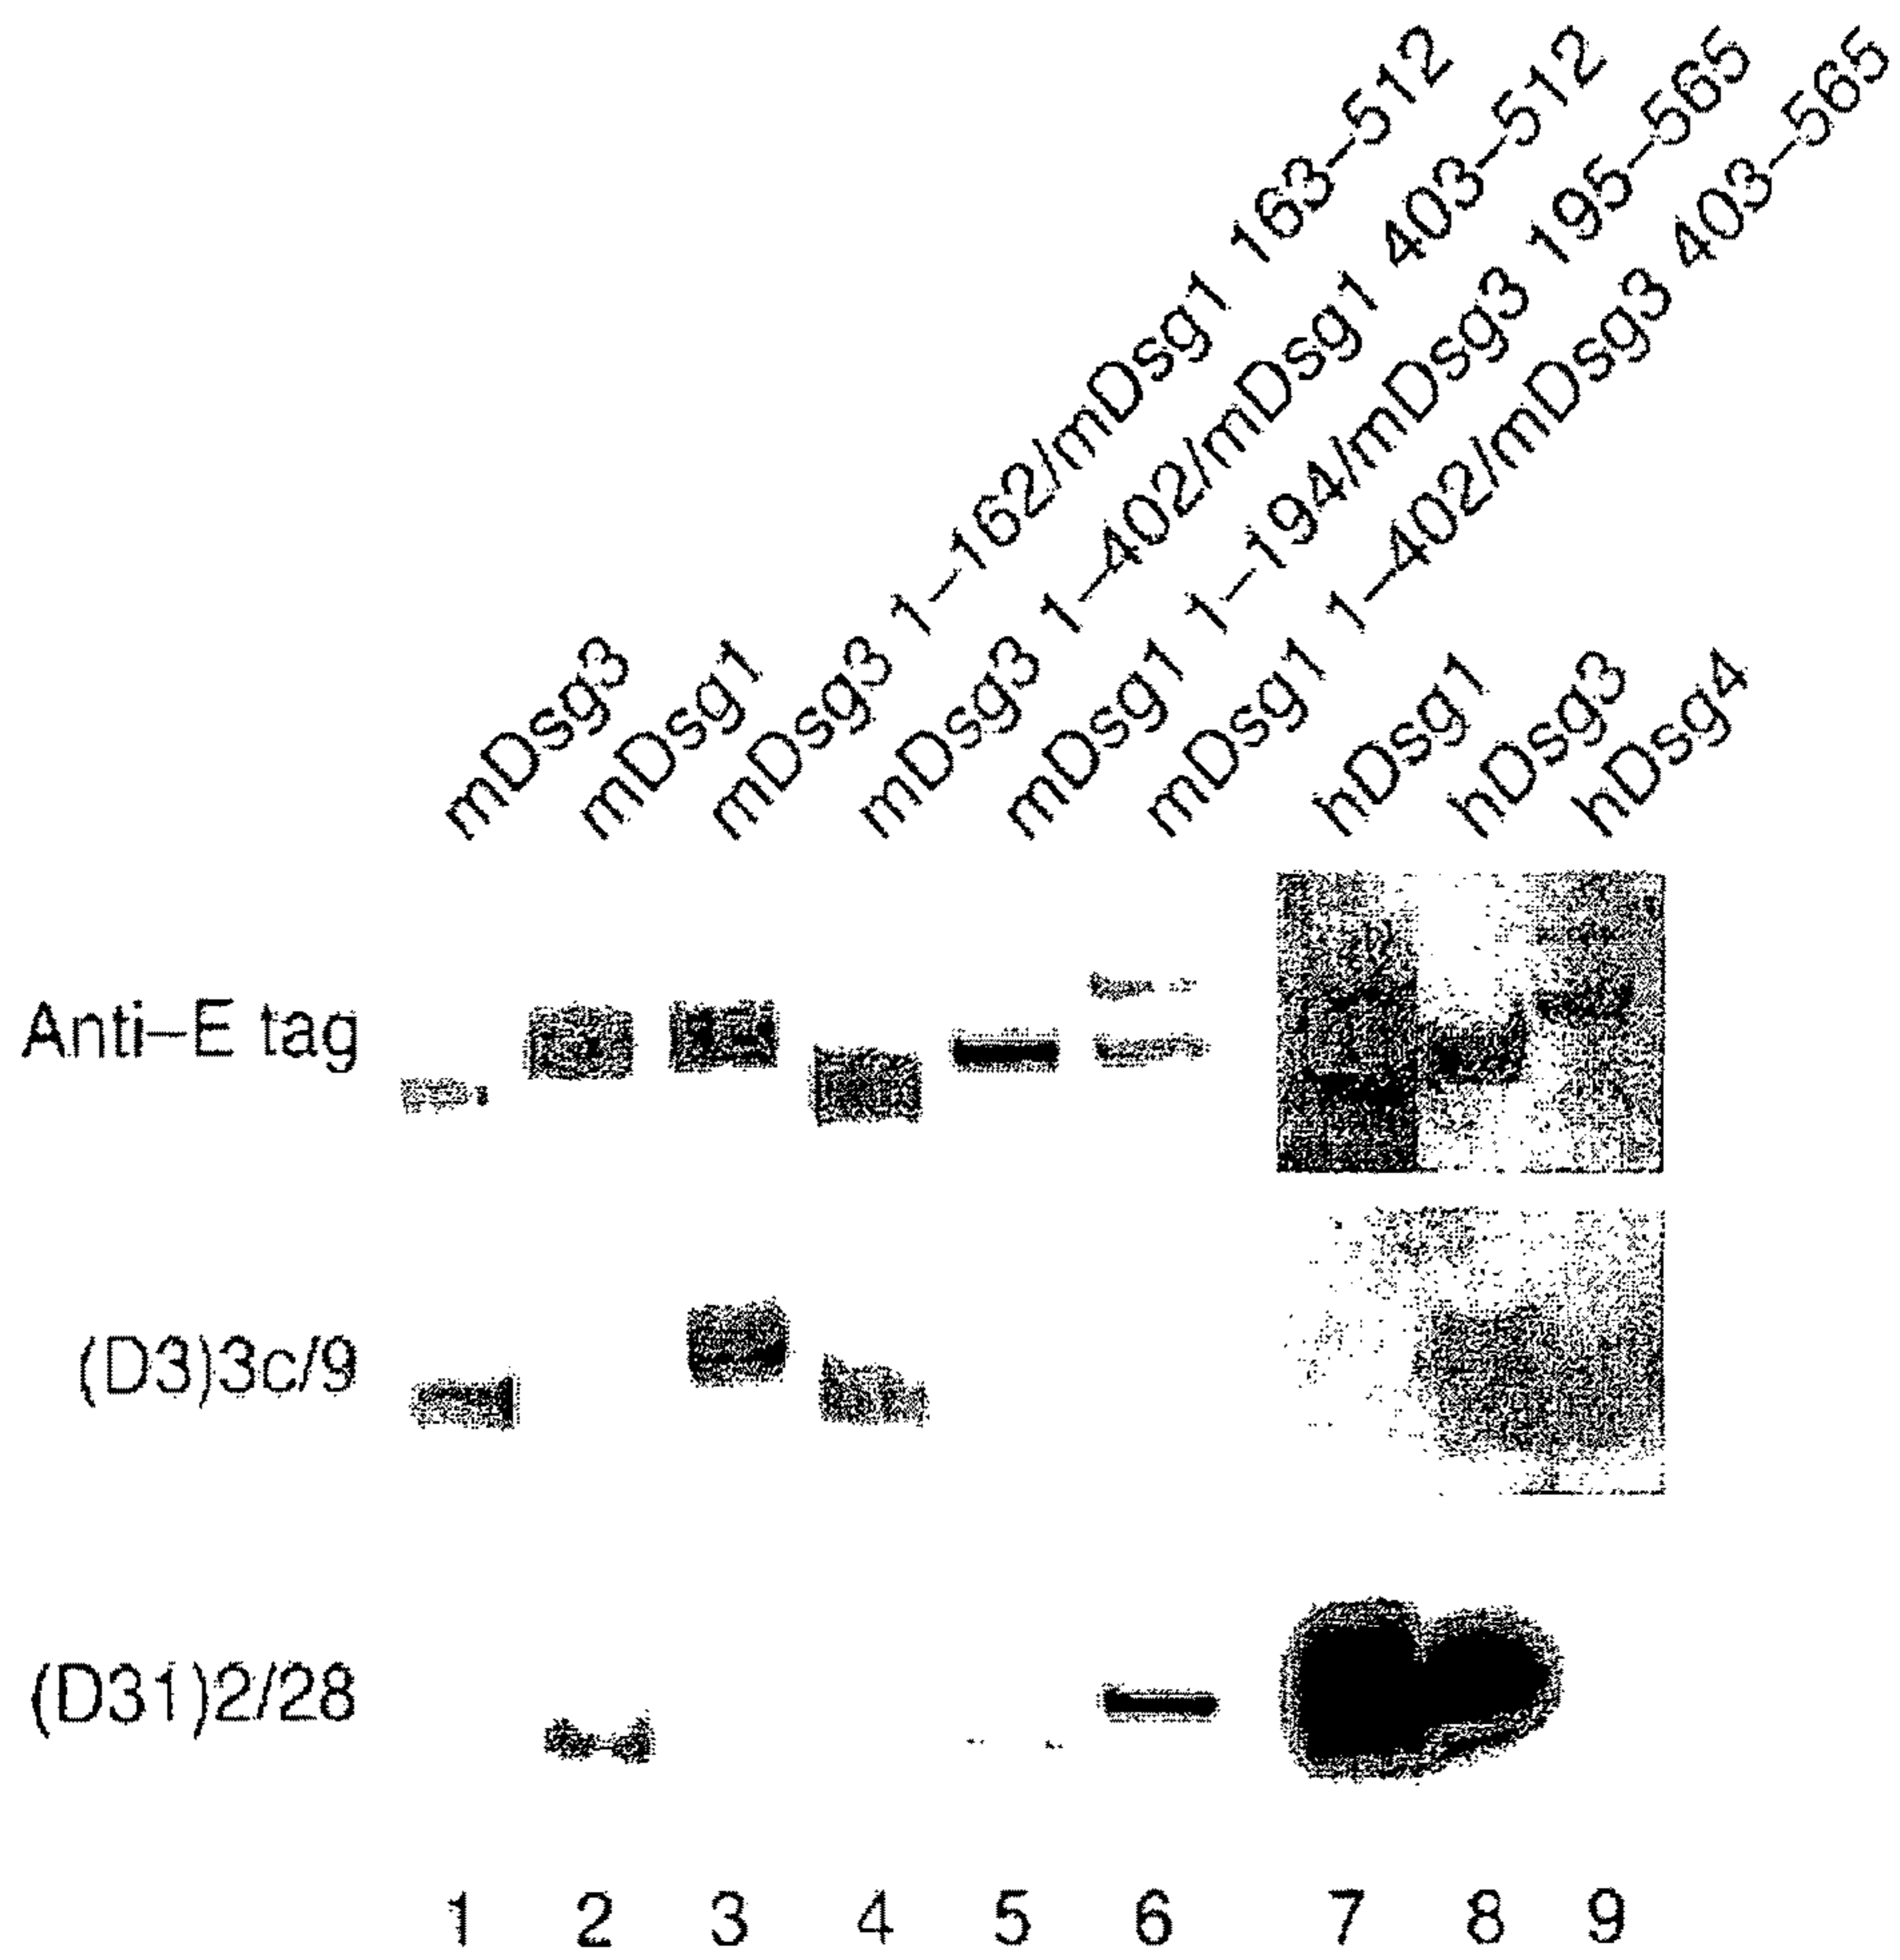 mDsg3
mDsg1
mDsg3 1–162/mDsg1 163–512
mDsg3 1–402/mDsg1 403–512
mDsg1 1–194/mDsg3 195–565
mDsg1 1–402/mDsg3 403–565
hDsg1
hDsg3
hDsg4
Anti–E tag
(D3)3c/9
(D31)2/28
1 2 3 4 5 6 7 8 9